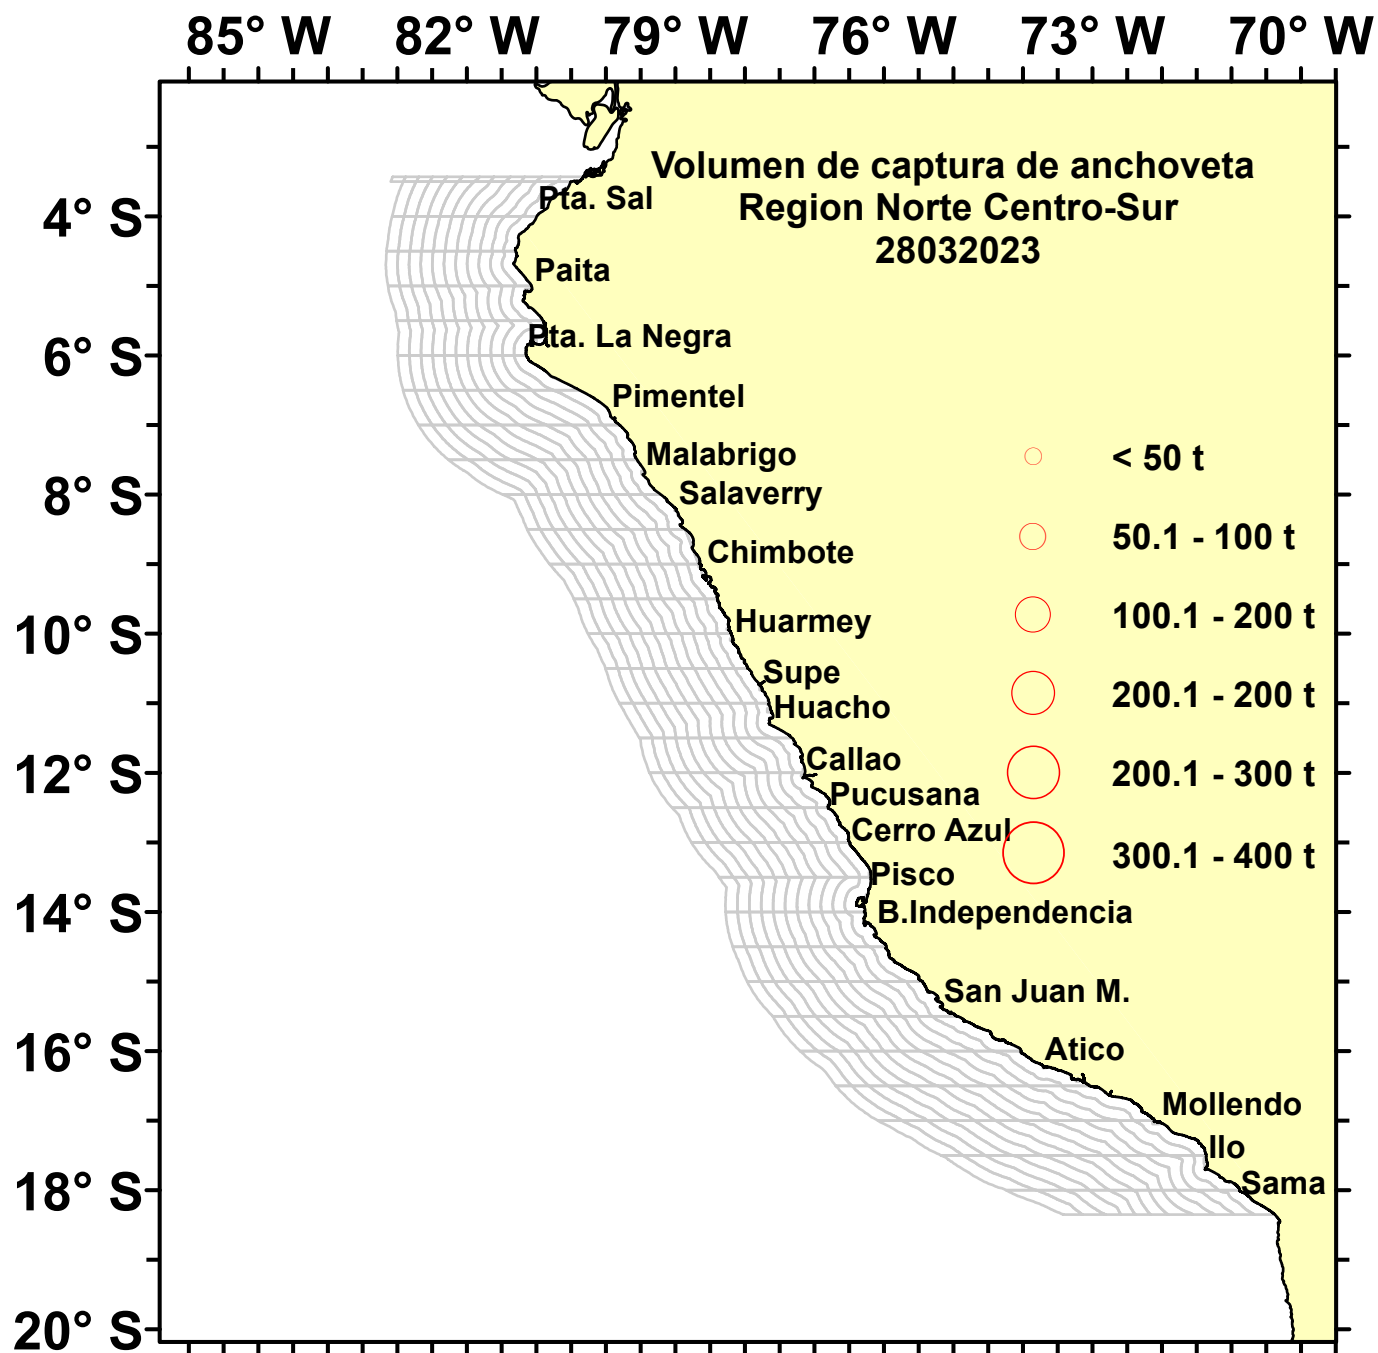 85° W 82° W 79° W 76° W 73° W 70° W
Volumen de captura de anchoveta
Region Norte Centro-Sur
28032023
4° S
6° S
8° S
10° S
12° S
14° S
16° S
18° S
20° S
Pta. Sal
Paita
Pta. La Negra
Pimentel
Malabrigo
Salaverry
Chimbote
Huarmey
Supe
Huacho
Callao
Pucusana
Cerro Azul
Pisco
B.Independencia
San Juan M.
Atico
Mollendo
Ilo
Sama
< 50 t
50.1 - 100 t
100.1 - 200 t
200.1 - 200 t
200.1 - 300 t
300.1 - 400 t